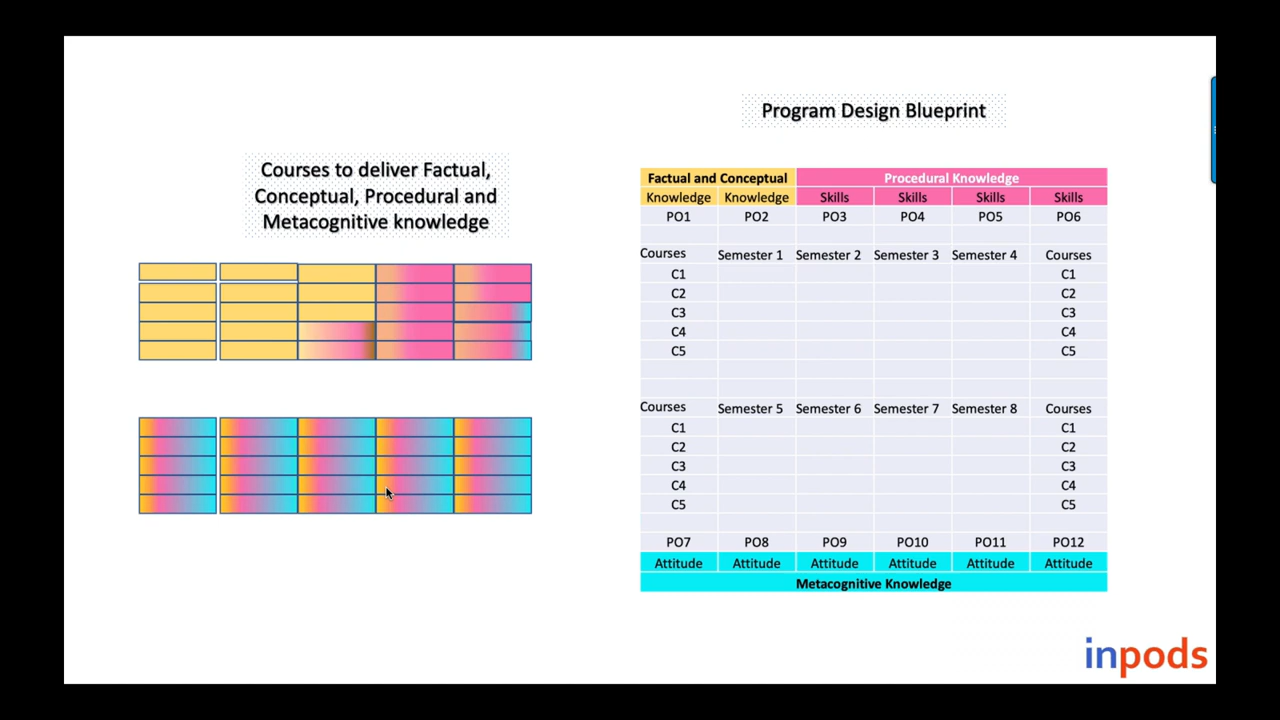 Program Design Blueprint
Courses to deliver Factual,
Conceptual, Procedural and
Metacognitive knowledge
Factual and Conceptual Procedural Knowledge
Knowledge Knowledge Skills Skills Skills Skills
PO1 PO2 PO3 PO4 PO5 PO6
Courses Semester 1 Semester 2 Semester 3 Semester 4 Courses
C1 C1
C2 C2
C3 C3
C4 C4
C5 C5
Courses Semester 5 Semester 6 Semester 7 Semester 8 Courses
C1 C1
C2 C2
C3 C3
C4 C4
C5 C5
PO7 PO8 PO9 PO10 PO11 PO12
Attitude Attitude Attitude Attitude Attitude Attitude
Metacognitive Knowledge
inpods